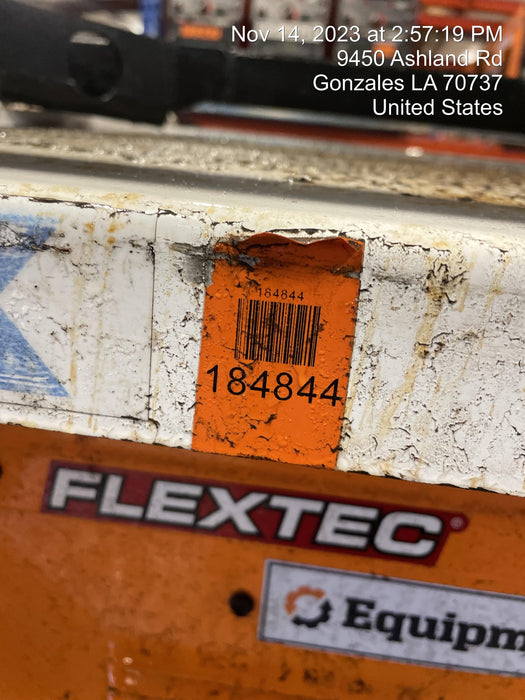 Nov 14, 2023 at 2:57:19 PM
9450 Ashland Rd
Gonzales LA 70737
United States
184844
184844
FLEXTEC®
Equipm